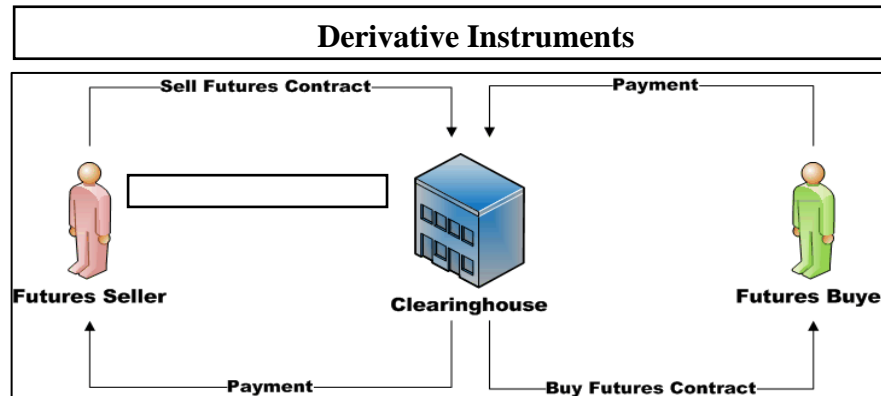 Derivative Instruments
Sell Futures Contract
Payment
Futures Seller
Clearinghouse
Futures Buye
Payment
Buy Futures Contract